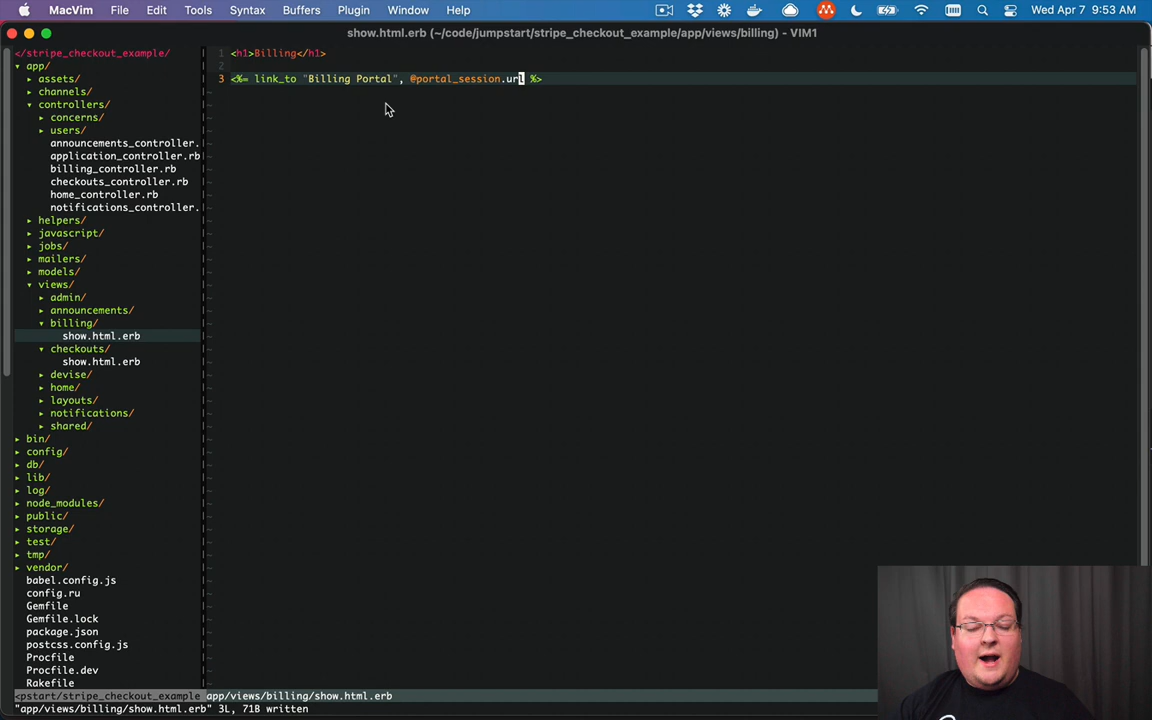 MacVim File Edit Tools Syntax Buffers Plugin Window Help Wed Apr 7 9:53 AM
show.html.erb (~/code/jumpstart/stripe_checkout_example/app/views/billing) - VIM1
</stripe_checkout_example/
▾ app/
▸ assets/
▸ channels/
▾ controllers/
▸ concerns/
▸ users/
announcements_controller.
application_controller.rb
billing_controller.rb
checkouts_controller.rb
home_controller.rb
notifications_controller.
▸ helpers/
▸ javascript/
▸ jobs/
▸ mailers/
▸ models/
▾ views/
▸ admin/
▸ announcements/
▾ billing/
show.html.erb
▾ checkouts/
show.html.erb
▸ devise/
▸ home/
▸ layouts/
▸ notifications/
▸ shared/
▸ bin/
▸ config/
▸ db/
▸ lib/
▸ log/
▸ node_modules/
▸ public/
▸ storage/
▸ test/
▸ tmp/
▸ vendor/
babel.config.js
config.ru
Gemfile
Gemfile.lock
package.json
postcss.config.js
Procfile
Procfile.dev
Rakefile
1 <h1>Billing</h1>
2
3 <%= link_to "Billing Portal", @portal_session.url %>
<pstart/stripe_checkout_example app/views/billing/show.html.erb
"app/views/billing/show.html.erb" 3L, 71B written